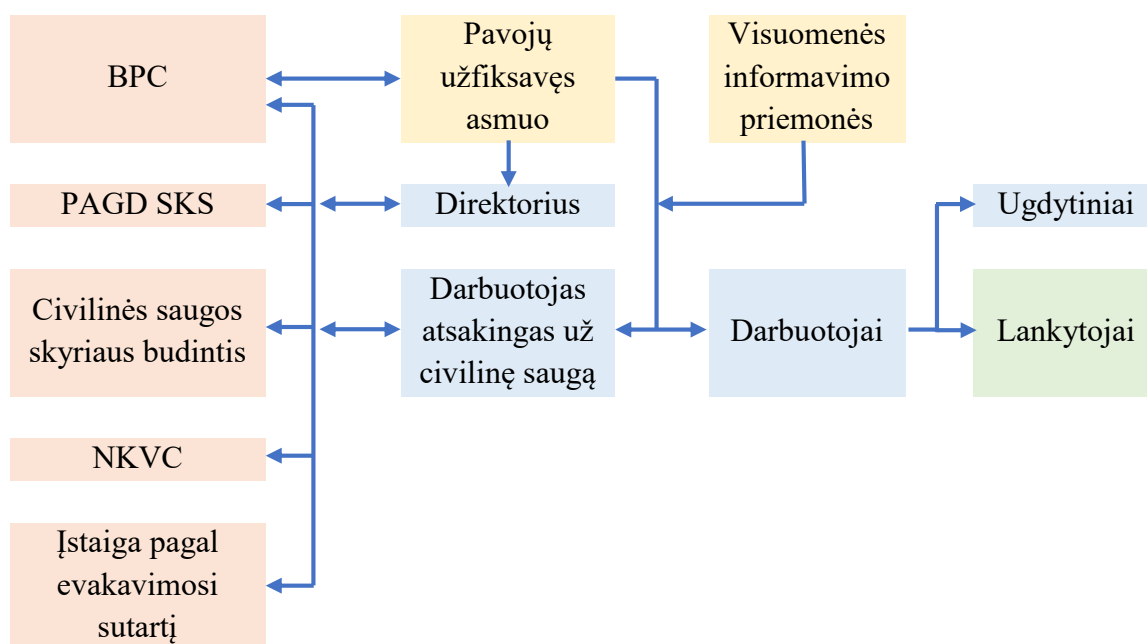 BPC
Pavojų
užfiksavęs
asmuo
Visuomenės
informavimo
priemonės
PAGD SKS
Direktorius
Ugdytiniai
Civilinės saugos
skyriaus budintis
Darbuotojas
atsakingas už
civilinę saugą
Darbuotojai
Lankytojai
NKVC
Įstaiga pagal
evakavimosi
sutartį